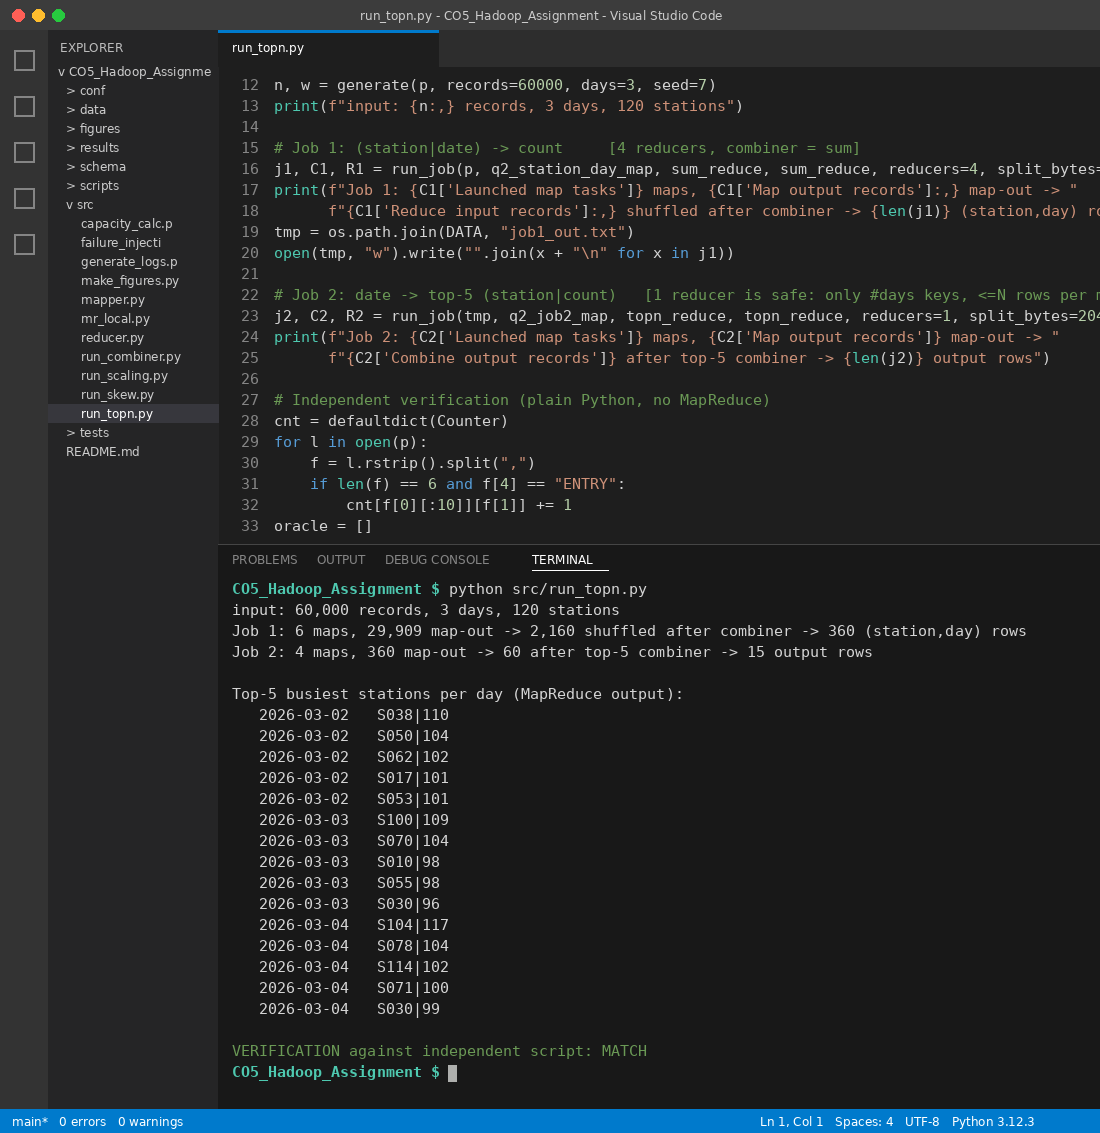 run_topn.py - CO5_Hadoop_Assignment - Visual Studio Code
EXPLORER
v CO5_Hadoop_Assignme
> conf
> data
> figures
> results
> schema
> scripts
v src
capacity_calc.p
failure_injecti
generate_logs.p
make_figures.py
mapper.py
mr_local.py
reducer.py
run_combiner.py
run_scaling.py
run_skew.py
run_topn.py
> tests
README.md
run_topn.py
12 n, w = generate(p, records=60000, days=3, seed=7)
13 print(f"input: {n:,} records, 3 days, 120 stations")
14
15 # Job 1: (station|date) -> count     [4 reducers, combiner = sum]
16 j1, C1, R1 = run_job(p, q2_station_day_map, sum_reduce, sum_reduce, reducers=4, split_bytes=
17 print(f"Job 1: {C1['Launched map tasks']} maps, {C1['Map output records']:,} map-out -> "
18       f"{C1['Reduce input records']:,} shuffled after combiner -> {len(j1)} (station,day) ro
19 tmp = os.path.join(DATA, "job1_out.txt")
20 open(tmp, "w").write("".join(x + "\n" for x in j1))
21
22 # Job 2: date -> top-5 (station|count)   [1 reducer is safe: only #days keys, <=N rows per m
23 j2, C2, R2 = run_job(tmp, q2_job2_map, topn_reduce, topn_reduce, reducers=1, split_bytes=204
24 print(f"Job 2: {C2['Launched map tasks']} maps, {C2['Map output records']} map-out -> "
25       f"{C2['Combine output records']} after top-5 combiner -> {len(j2)} output rows")
26
27 # Independent verification (plain Python, no MapReduce)
28 cnt = defaultdict(Counter)
29 for l in open(p):
30     f = l.rstrip().split(",")
31     if len(f) == 6 and f[4] == "ENTRY":
32         cnt[f[0][:10]][f[1]] += 1
33 oracle = []
PROBLEMS OUTPUT DEBUG CONSOLE TERMINAL
CO5_Hadoop_Assignment $ python src/run_topn.py
input: 60,000 records, 3 days, 120 stations
Job 1: 6 maps, 29,909 map-out -> 2,160 shuffled after combiner -> 360 (station,day) rows
Job 2: 4 maps, 360 map-out -> 60 after top-5 combiner -> 15 output rows
Top-5 busiest stations per day (MapReduce output):
2026-03-02   S038|110
2026-03-02   S050|104
2026-03-02   S062|102
2026-03-02   S017|101
2026-03-02   S053|101
2026-03-03   S100|109
2026-03-03   S070|104
2026-03-03   S010|98
2026-03-03   S055|98
2026-03-03   S030|96
2026-03-04   S104|117
2026-03-04   S078|104
2026-03-04   S114|102
2026-03-04   S071|100
2026-03-04   S030|99
VERIFICATION against independent script: MATCH
CO5_Hadoop_Assignment $
main* 0 errors 0 warnings Ln 1, Col 1 Spaces: 4 UTF-8 Python 3.12.3